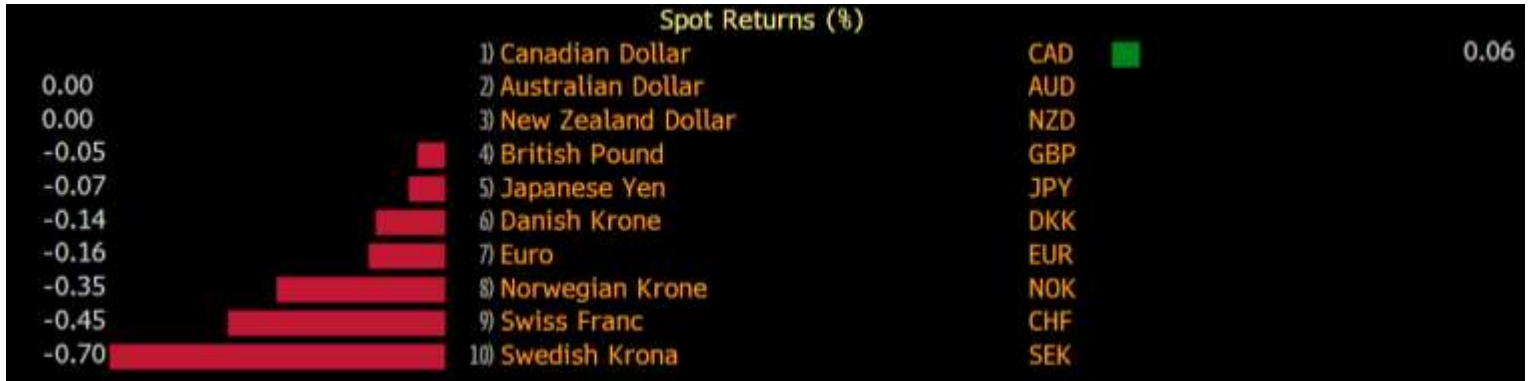 Spot Returns (%)
1) Canadian Dollar CAD 0.06
0.00 2) Australian Dollar AUD
0.00 3) New Zealand Dollar NZD
-0.05 4) British Pound GBP
-0.07 5) Japanese Yen JPY
-0.14 6) Danish Krone DKK
-0.16 7) Euro EUR
-0.35 8) Norwegian Krone NOK
-0.45 9) Swiss Franc CHF
-0.70 10) Swedish Krona SEK